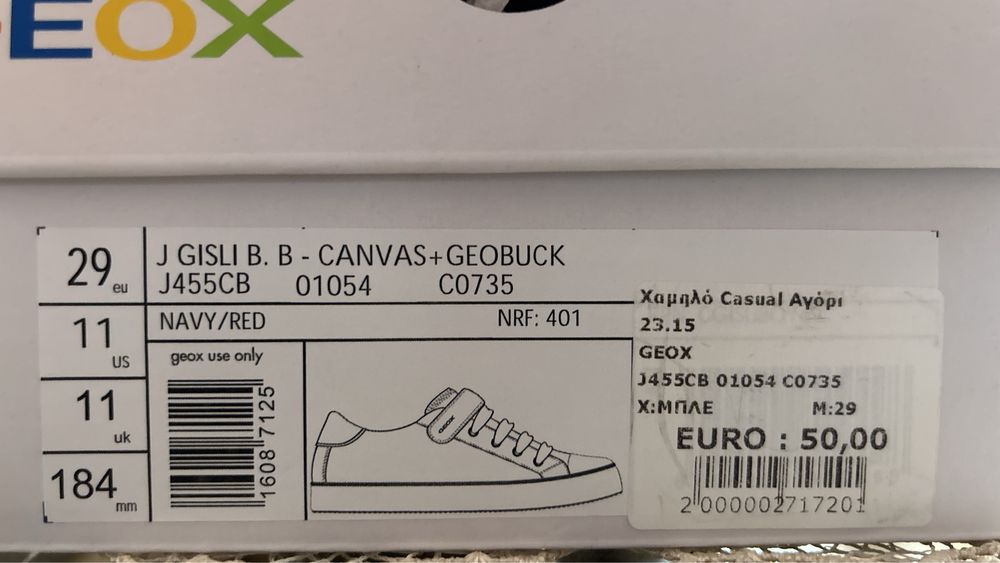 GEOX
29 eu
11 US
11 uk
184 mm
J GISLI B. B - CANVAS+GEOBUCK
J455CB 01054 C0735
NAVY/RED NRF: 401
geox use only
1608 7125
GEOX
Χαμηλό Casual Αγόρι
23.15
GEOX
J455CB 01054 C0735
Χ:ΜΠΛΕ Μ:29
EURO : 50,00
2 000002 717201